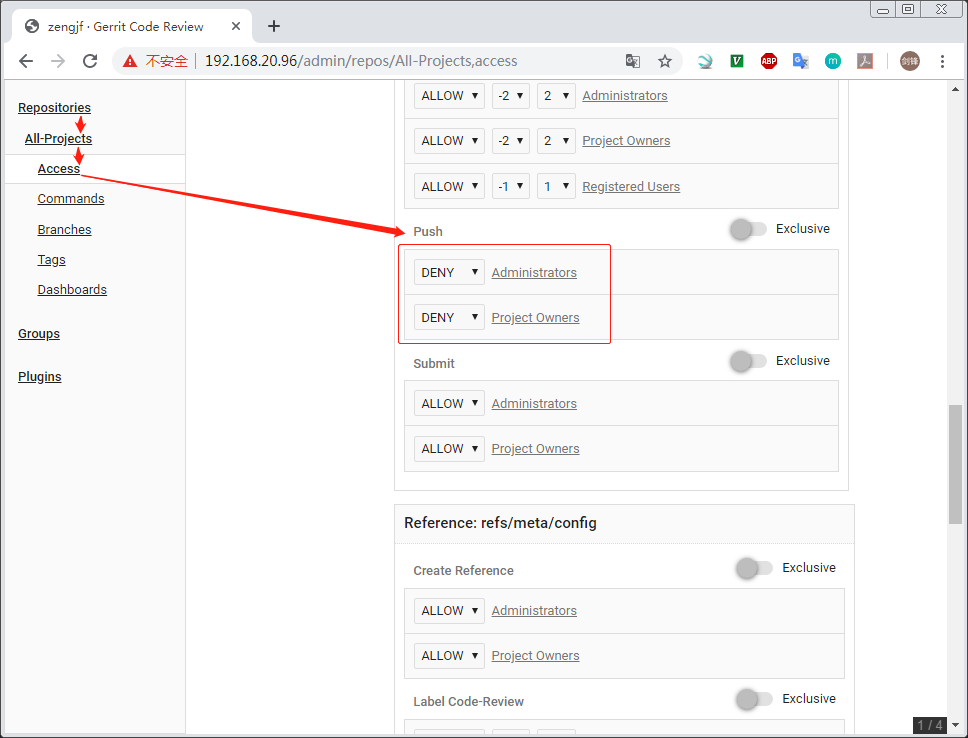 zengjf · Gerrit Code Review
不安全 192.168.20.96/admin/repos/All-Projects,access
V ABP m 剑锋
Repositories
All-Projects
Access
Commands
Branches
Tags
Dashboards
Groups
Plugins
ALLOW -2 2 Administrators
ALLOW -2 2 Project Owners
ALLOW -1 1 Registered Users
Push Exclusive
DENY Administrators
DENY Project Owners
Submit Exclusive
ALLOW Administrators
ALLOW Project Owners
Reference: refs/meta/config
Create Reference Exclusive
ALLOW Administrators
ALLOW Project Owners
Label Code-Review Exclusive
1 / 4